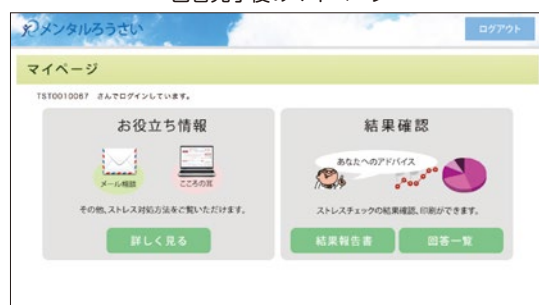 メンタルろうさい
ログアウト
マイページ
TST0010067 さんでログインしています。
お役立ち情報
メール相談
こころの耳
その他、ストレス対処方法をご覧いただけます。
詳しく見る
結果確認
あなたへのアドバイス
ストレスチェックの結果確認、印刷ができます。
結果報告書
回答一覧